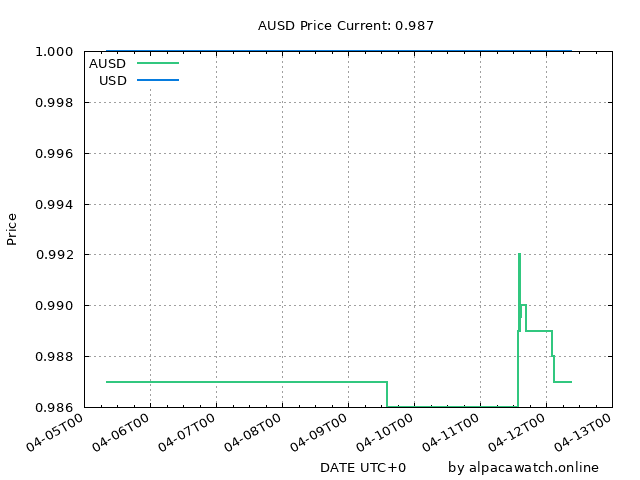 AUSD Price Current: 0.987
1.000
AUSD
USD
0.998
0.996
0.994
Price
0.992
0.990
0.988
0.986
04-05T00 04-06T00 04-07T00 04-08T00 04-09T00 04-10T00 04-11T00 04-12T00 04-13T00
DATE UTC+0 by alpacawatch.online